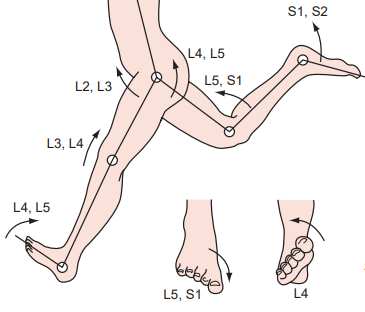 S1, S2
L4, L5
L2, L3
L5, S1
L3, L4
L4, L5
L5, S1
L4